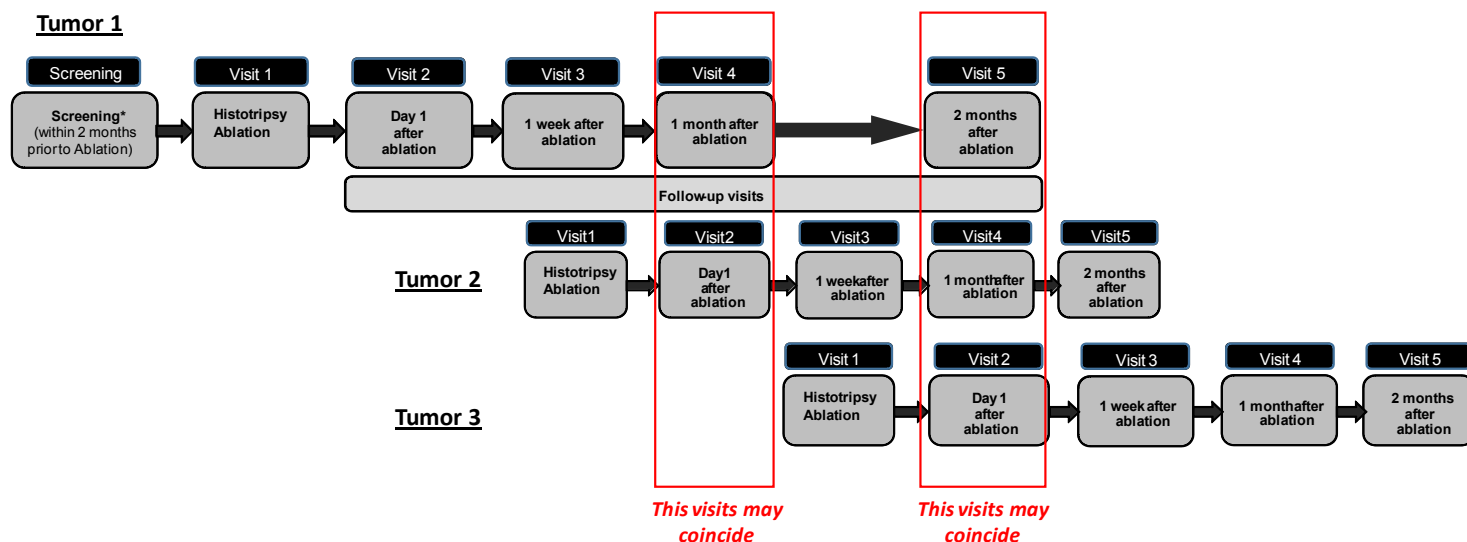 Tumor 1
Screening
Visit 1
Visit 2
Visit 3
Visit 4
Visit 5
Screening*
(within 2 months
prior to Ablation)
Histotripsy
Ablation
Day 1
after
ablation
1 week after
ablation
1 month after
ablation
2 months
after
ablation
Follow-up visits
Tumor 2
Visit1
Visit2
Visit3
Visit4
Visit5
Histotripsy
Ablation
Day1
after
ablation
1 weekafter
ablation
1 monthafter
ablation
2 months
after
ablation
Tumor 3
Visit 1
Visit 2
Visit 3
Visit 4
Visit 5
Histotripsy
Ablation
Day 1
after
ablation
1 week after
ablation
1 month after
ablation
2 months
after
ablation
This visits may
coincide
This visits may
coincide